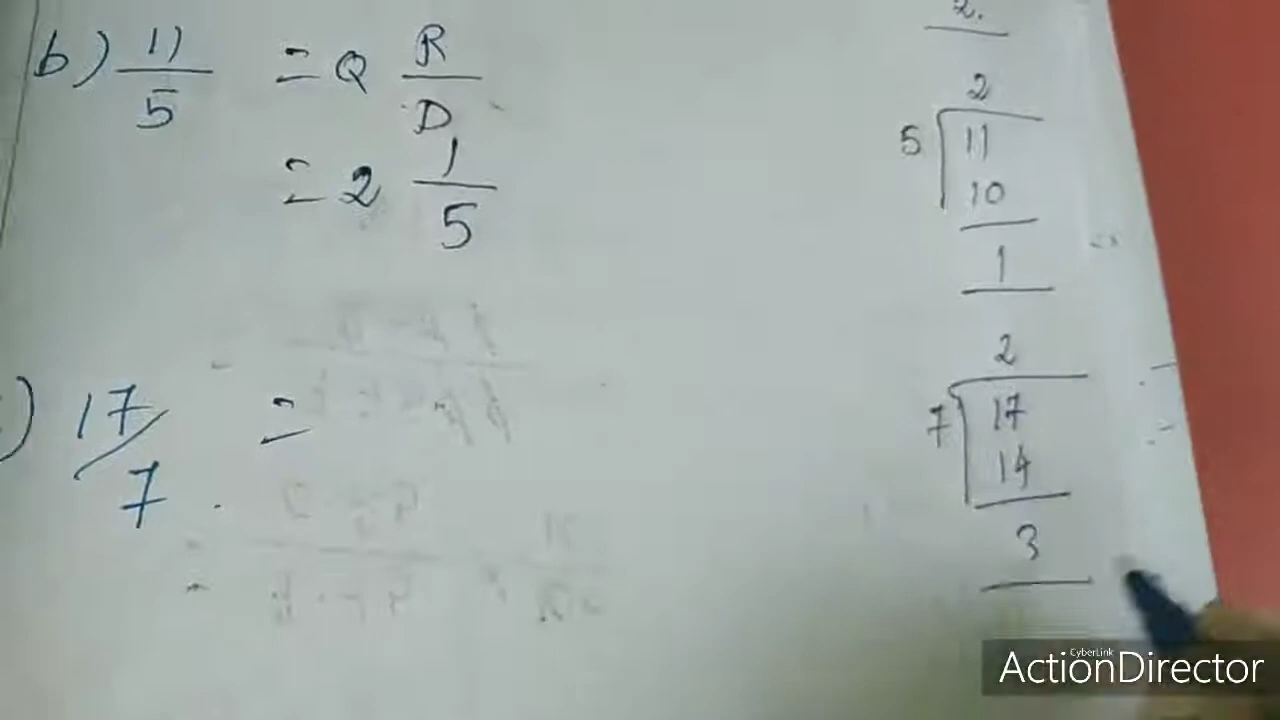 b) 11/5 = Q R/D
= 2 1/5
) 17/7 =
2.
2
5 11
10
1
2
7 17
14
3
CyberLink
ActionDirector